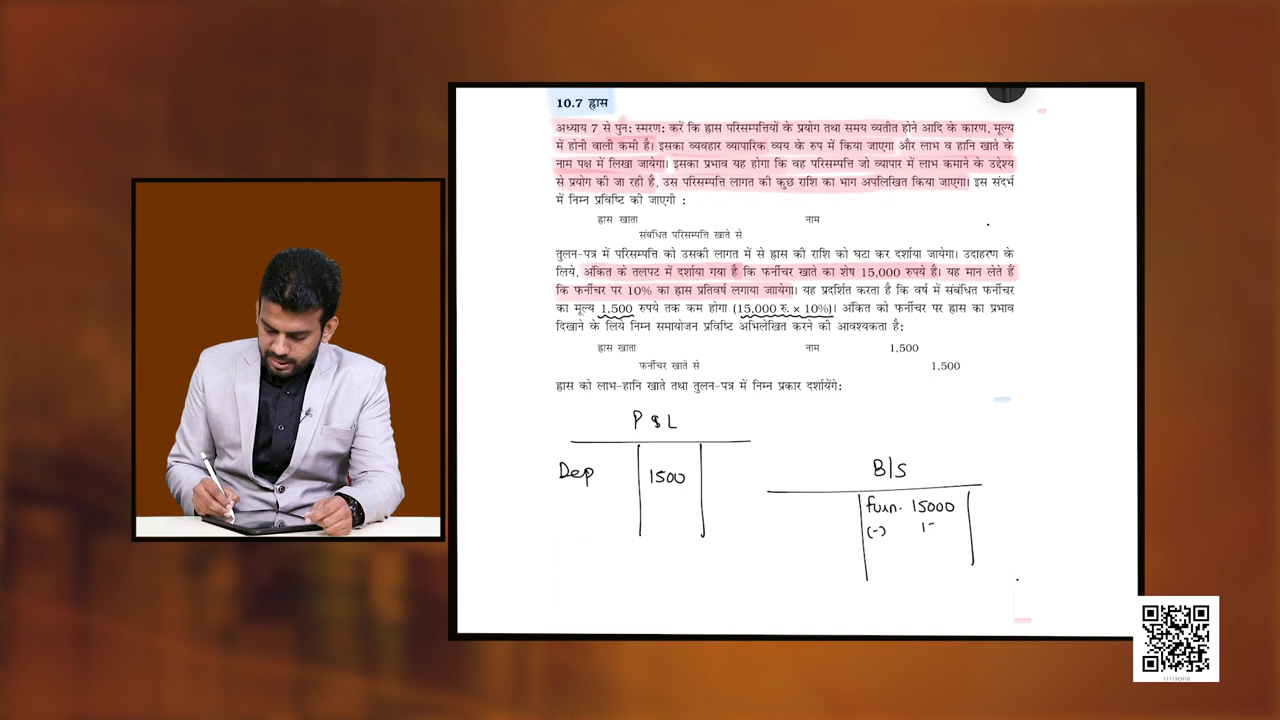 10.7 ह्रास
अध्याय 7 से पुन: स्मरण: करें कि ह्रास परिसम्पत्तियों के प्रयोग तथा समय व्यतीत होने आदि के कारण, मूल्य
में होनी वाली कमी है। इसका व्यवहार व्यापारिक व्यय के रुप में किया जाएगा और लाभ व हानि खाते के
नाम पक्ष में लिखा जायेगा। इसका प्रभाव यह होगा कि वह परिसम्पत्ति जो व्यापार में लाभ कमाने के उद्देश्य
से प्रयोग की जा रही है, उस परिसम्पत्ति लागत की कुछ राशि का भाग अपलिखित किया जाएगा। इस संदर्भ
में निम्न प्रविष्टि की जाएगी :
ह्रास खाता नाम
संबंधित परिसम्पत्ति खाते से
तुलन-पत्र में परिसम्पत्ति को उसकी लागत में से ह्रास की राशि को घटा कर दर्शाया जायेगा। उदाहरण के
लिये, अंकित के तलपट में दर्शाया गया है कि फर्नीचर खाते का शेष 15,000 रुपये है। यह मान लेते हैं
कि फर्नीचर पर 10% का ह्रास प्रतिवर्ष लगाया जाायेगा। यह प्रदर्शित करता है कि वर्ष में संबंधित फर्नीचर
का मूल्य 1,500 रुपये तक कम होगा (15,000 रु. × 10%)। अंकित को फर्नीचर पर ह्रास का प्रभाव
दिखाने के लिये निम्न समायोजन प्रविष्टि अभिलेखित करने की आवश्यकता है:
ह्रास खाता नाम 1,500
फर्नीचर खाते से 1,500
ह्रास को लाभ-हानि खाते तथा तुलन-पत्र में निम्न प्रकार दर्शायेंगे:
P & L
Dep 1500
B/S
furn. 15000
(-) 1